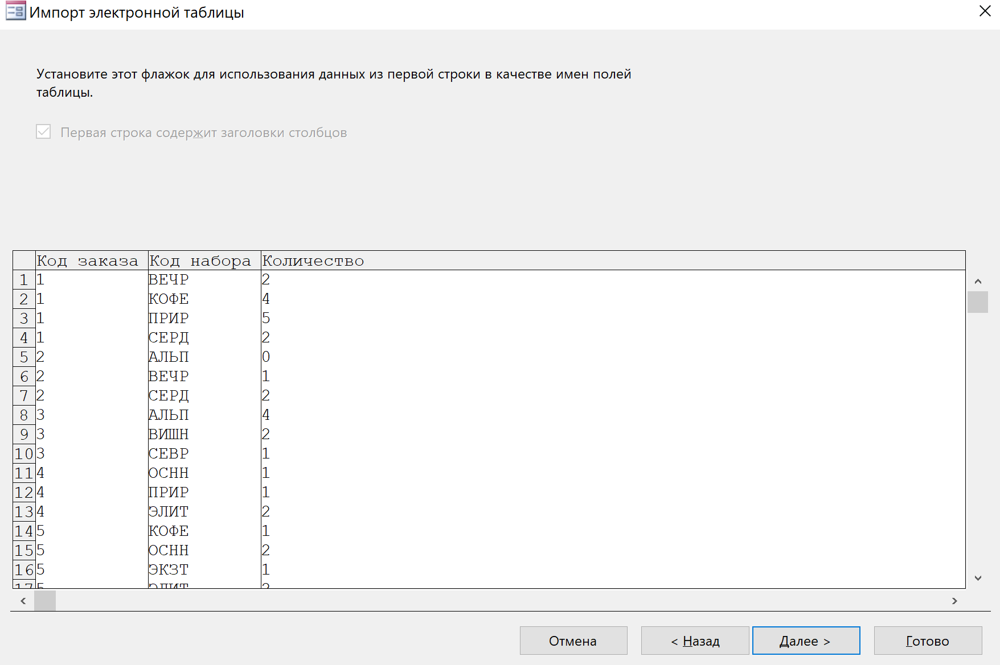 Импорт электронной таблицы
Установите этот флажок для использования данных из первой строки в качестве имен полей
таблицы.
Первая строка содержит заголовки столбцов
Код заказа Код набора Количество
1 1 ВЕЧР 2
2 1 КОФЕ 4
3 1 ПРИР 5
4 1 СЕРД 2
5 2 АЛЬП 0
6 2 ВЕЧР 1
7 2 СЕРД 2
8 3 АЛЬП 4
9 3 ВИШН 2
10 3 СЕВР 1
11 4 ОСНН 1
12 4 ПРИР 1
13 4 ЭЛИТ 2
14 5 КОФЕ 1
15 5 ОСНН 2
16 5 ЭКЗТ 1
17 5 ЭЛИТ 2
Отмена < Назад Далее > Готово